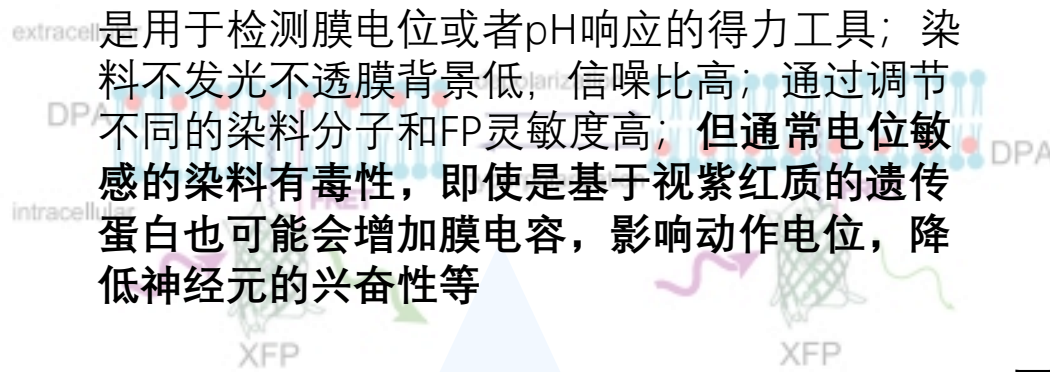 extracellular
是用于检测膜电位或者pH响应的得力工具；染
料不发光不透膜背景低，信噪比高；通过调节
DPA
不同的染料分子和FP灵敏度高；但通常电位敏
DPA
感的染料有毒性，即使是基于视紫红质的遗传
FRET
intracellular
蛋白也可能会增加膜电容，影响动作电位，降
低神经元的兴奋性等
XFP
XFP